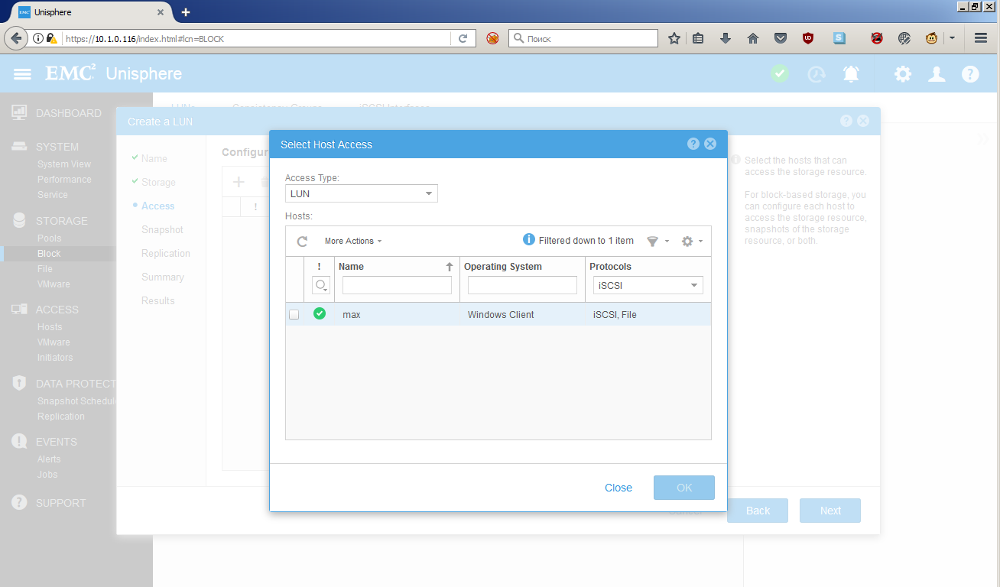 EMC Unisphere
https://10.1.0.116/index.html#lcn=BLOCK
Поиск
EMC² Unisphere
DASHBOARD
SYSTEM
System View
Performance
Service
STORAGE
Pools
Block
File
VMware
ACCESS
Hosts
VMware
Initiators
DATA PROTECT
Snapshot Schedul
Replication
EVENTS
Alerts
Jobs
SUPPORT
LUNs Consistency Groups iSCSI Interfaces
Create a LUN
Name
Storage
Access
Snapshot
Replication
Summary
Results
Configur
!
Select Host Access
Access Type:
LUN
Hosts:
More Actions
Filtered down to 1 item
! Name Operating System Protocols
iSCSI
max Windows Client iSCSI, File
Close OK
Select the hosts that can
access the storage resource.
For block-based storage, you
can configure each host to
access the storage resource,
snapshots of the storage
resource, or both.
Cancel Back Next